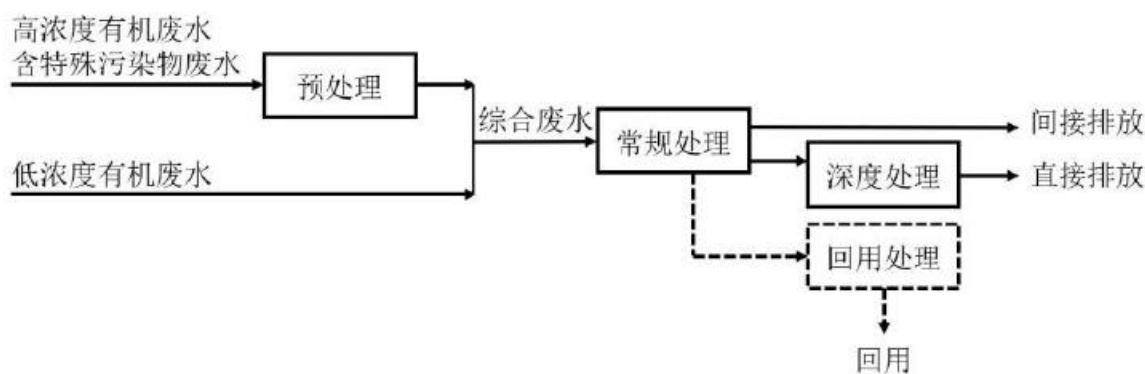 高浓度有机废水
含特殊污染物废水
预处理
综合废水
常规处理
间接排放
低浓度有机废水
深度处理
直接排放
回用处理
回用